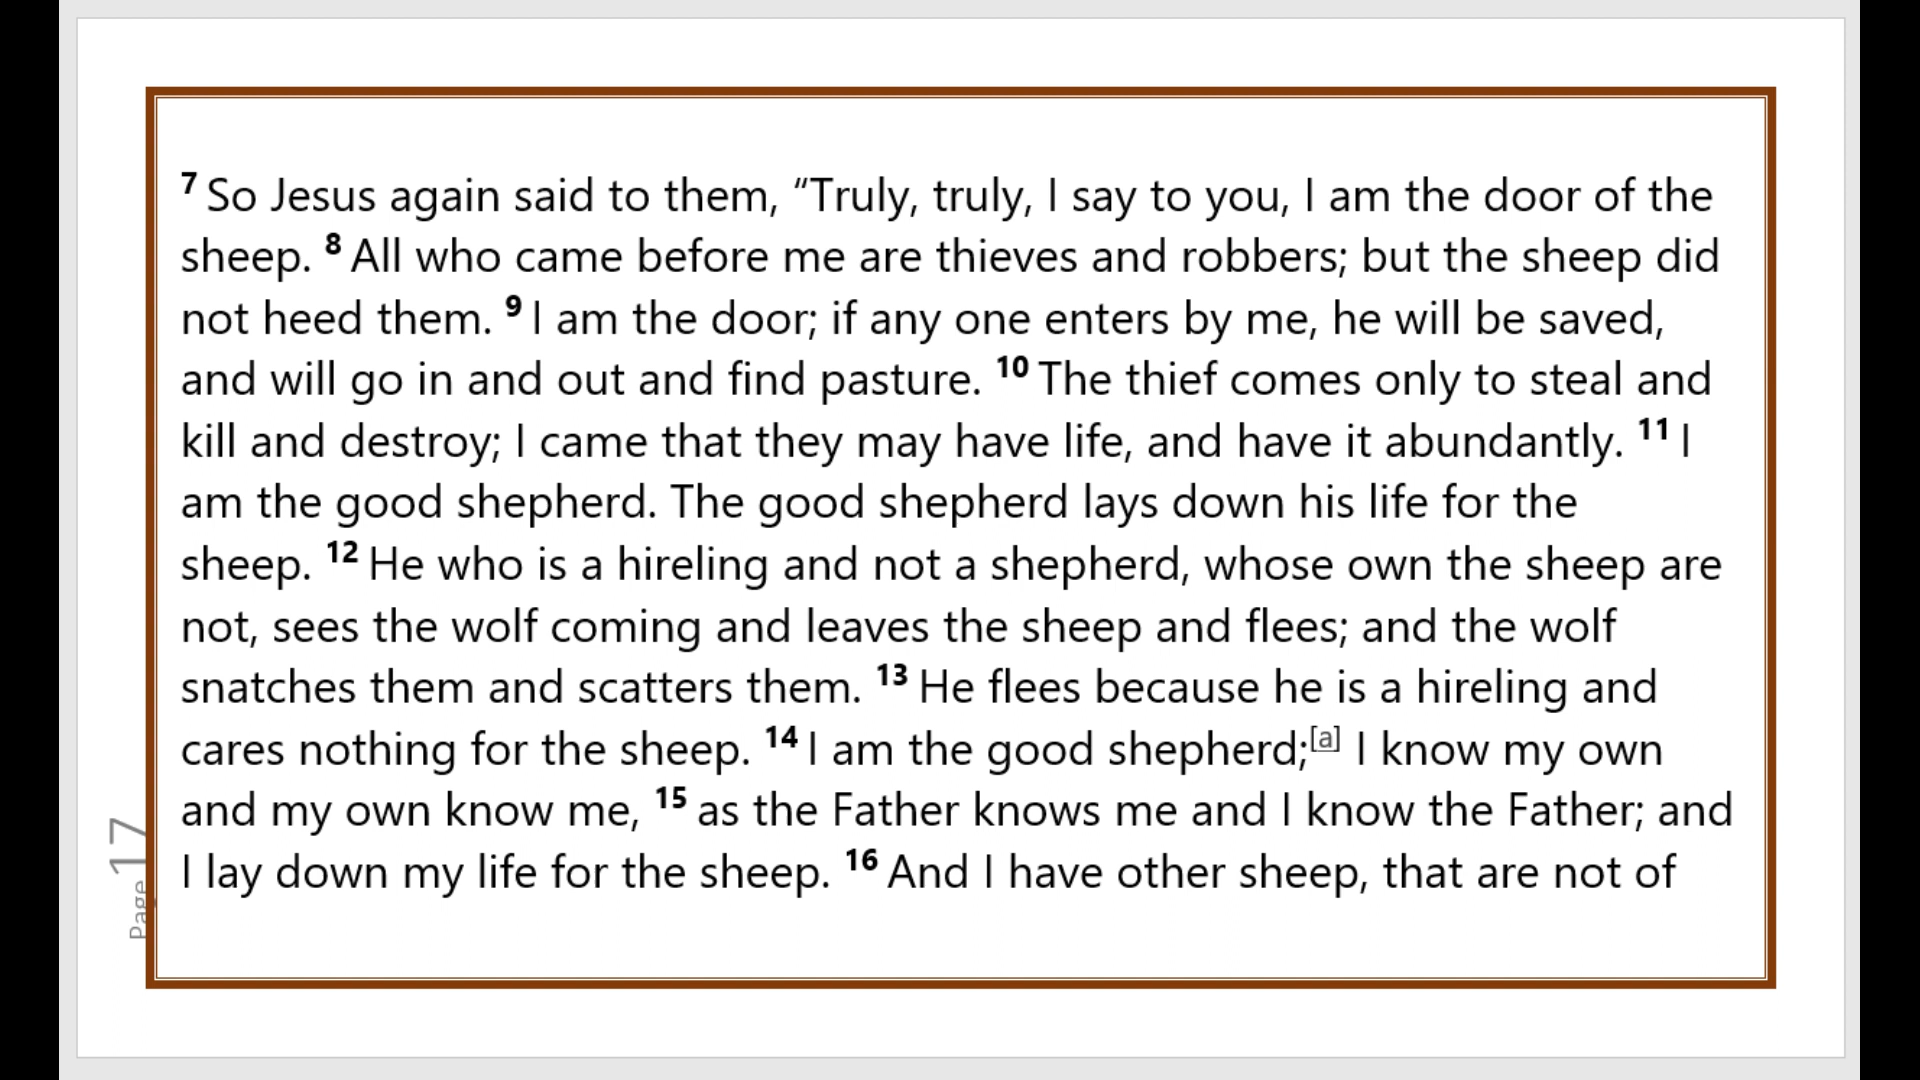 7 So Jesus again said to them, “Truly, truly, I say to you, I am the door of the
sheep. 8 All who came before me are thieves and robbers; but the sheep did
not heed them. 9 I am the door; if any one enters by me, he will be saved,
and will go in and out and find pasture. 10 The thief comes only to steal and
kill and destroy; I came that they may have life, and have it abundantly. 11 I
am the good shepherd. The good shepherd lays down his life for the
sheep. 12 He who is a hireling and not a shepherd, whose own the sheep are
not, sees the wolf coming and leaves the sheep and flees; and the wolf
snatches them and scatters them. 13 He flees because he is a hireling and
cares nothing for the sheep. 14 I am the good shepherd;[a] I know my own
and my own know me, 15 as the Father knows me and I know the Father; and
I lay down my life for the sheep. 16 And I have other sheep, that are not of
Page 17